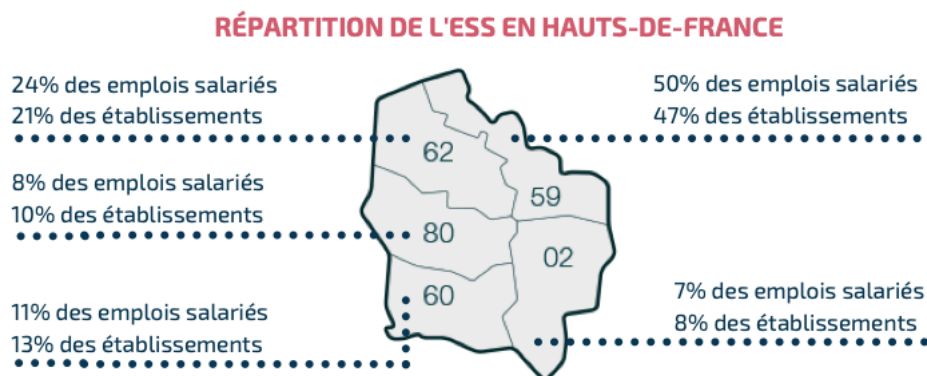 RÉPARTITION DE L'ESS EN HAUTS-DE-FRANCE
24% des emplois salariés
21% des établissements
50% des emplois salariés
47% des établissements
62
8% des emplois salariés
10% des établissements
59
80
02
60
11% des emplois salariés
13% des établissements
7% des emplois salariés
8% des établissements